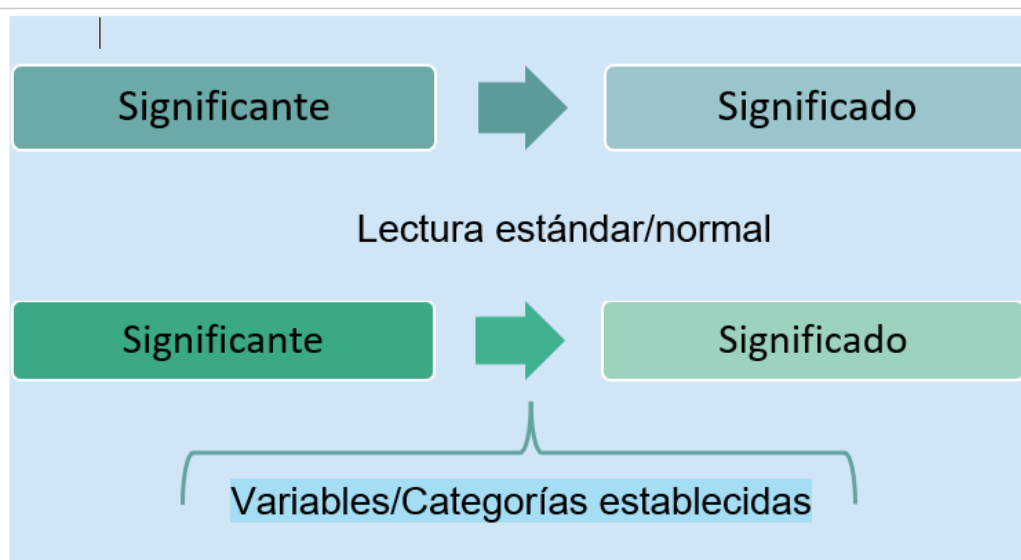 Significante
Significado
Lectura estándar/normal
Significante
Significado
Variables/Categorías establecidas